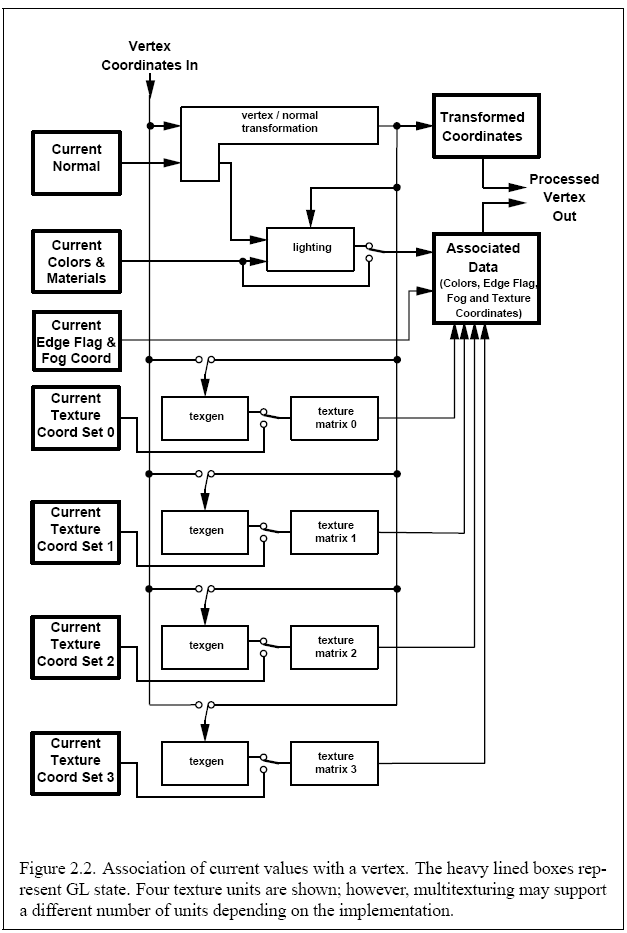 Vertex
Coordinates In
vertex / normal
transformation
Transformed
Coordinates
Current
Normal
Processed
Vertex
Out
Current
Colors &
Materials
lighting
Associated
Data
(Colors, Edge Flag,
Fog and Texture
Coordinates)
Current
Edge Flag &
Fog Coord
Current
Texture
Coord Set 0
texgen
texture
matrix 0
Current
Texture
Coord Set 1
texgen
texture
matrix 1
Current
Texture
Coord Set 2
texgen
texture
matrix 2
Current
Texture
Coord Set 3
texgen
texture
matrix 3
Figure 2.2. Association of current values with a vertex. The heavy lined boxes rep-
resent GL state. Four texture units are shown; however, multitexturing may support
a different number of units depending on the implementation.